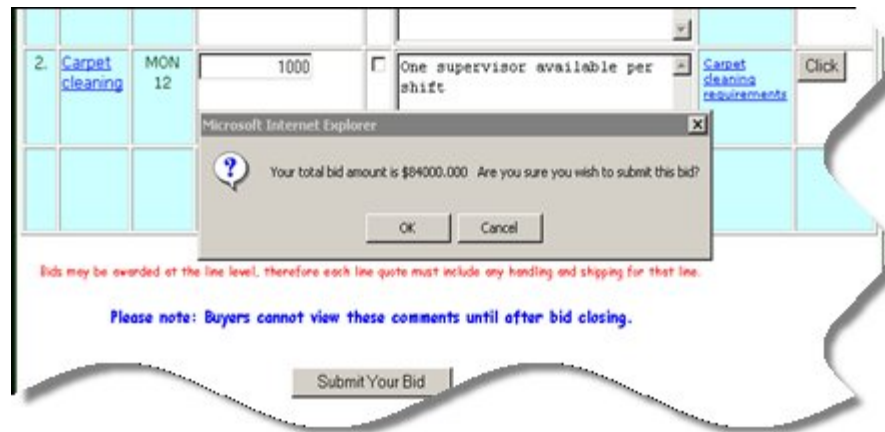 2. Carpet cleaning MON 12 1000 One supervisor available per shift Carpet cleaning requirements Click
Microsoft Internet Explorer
Your total bid amount is $84000.000 Are you sure you wish to submit this bid?
OK Cancel
Bids may be awarded at the line level, therefore each line quote must include any handling and shipping for that line.
Please note: Buyers cannot view these comments until after bid closing.
Submit Your Bid